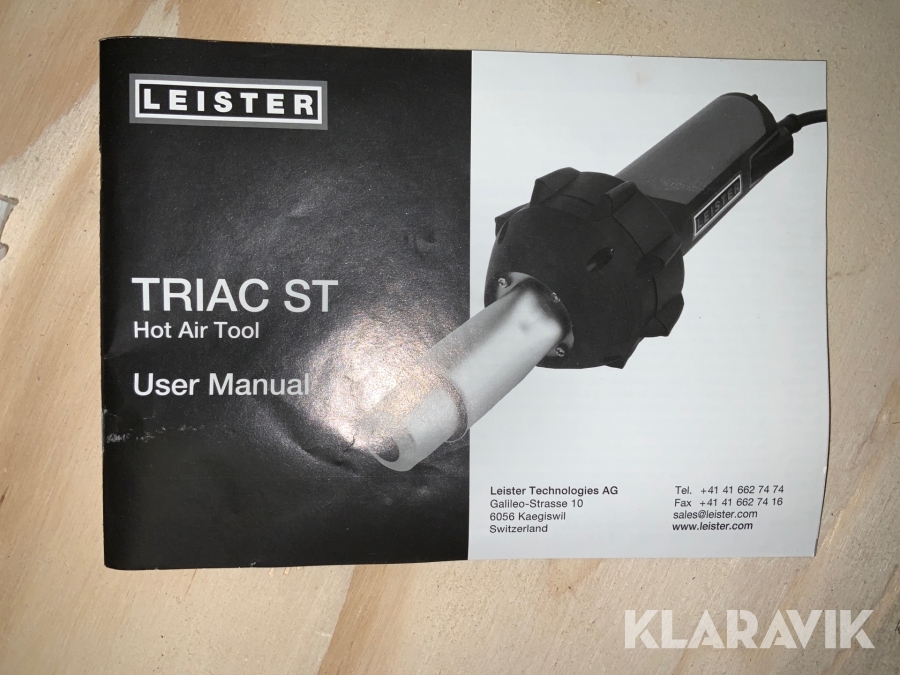 LEISTER
TRIAC ST
Hot Air Tool
User Manual
LEISTER
Leister Technologies AG
Galileo-Strasse 10
6056 Kaegiswil
Switzerland
Tel. +41 41 662 74 74
Fax +41 41 662 74 16
sales@leister.com
www.leister.com
KLARAVIK